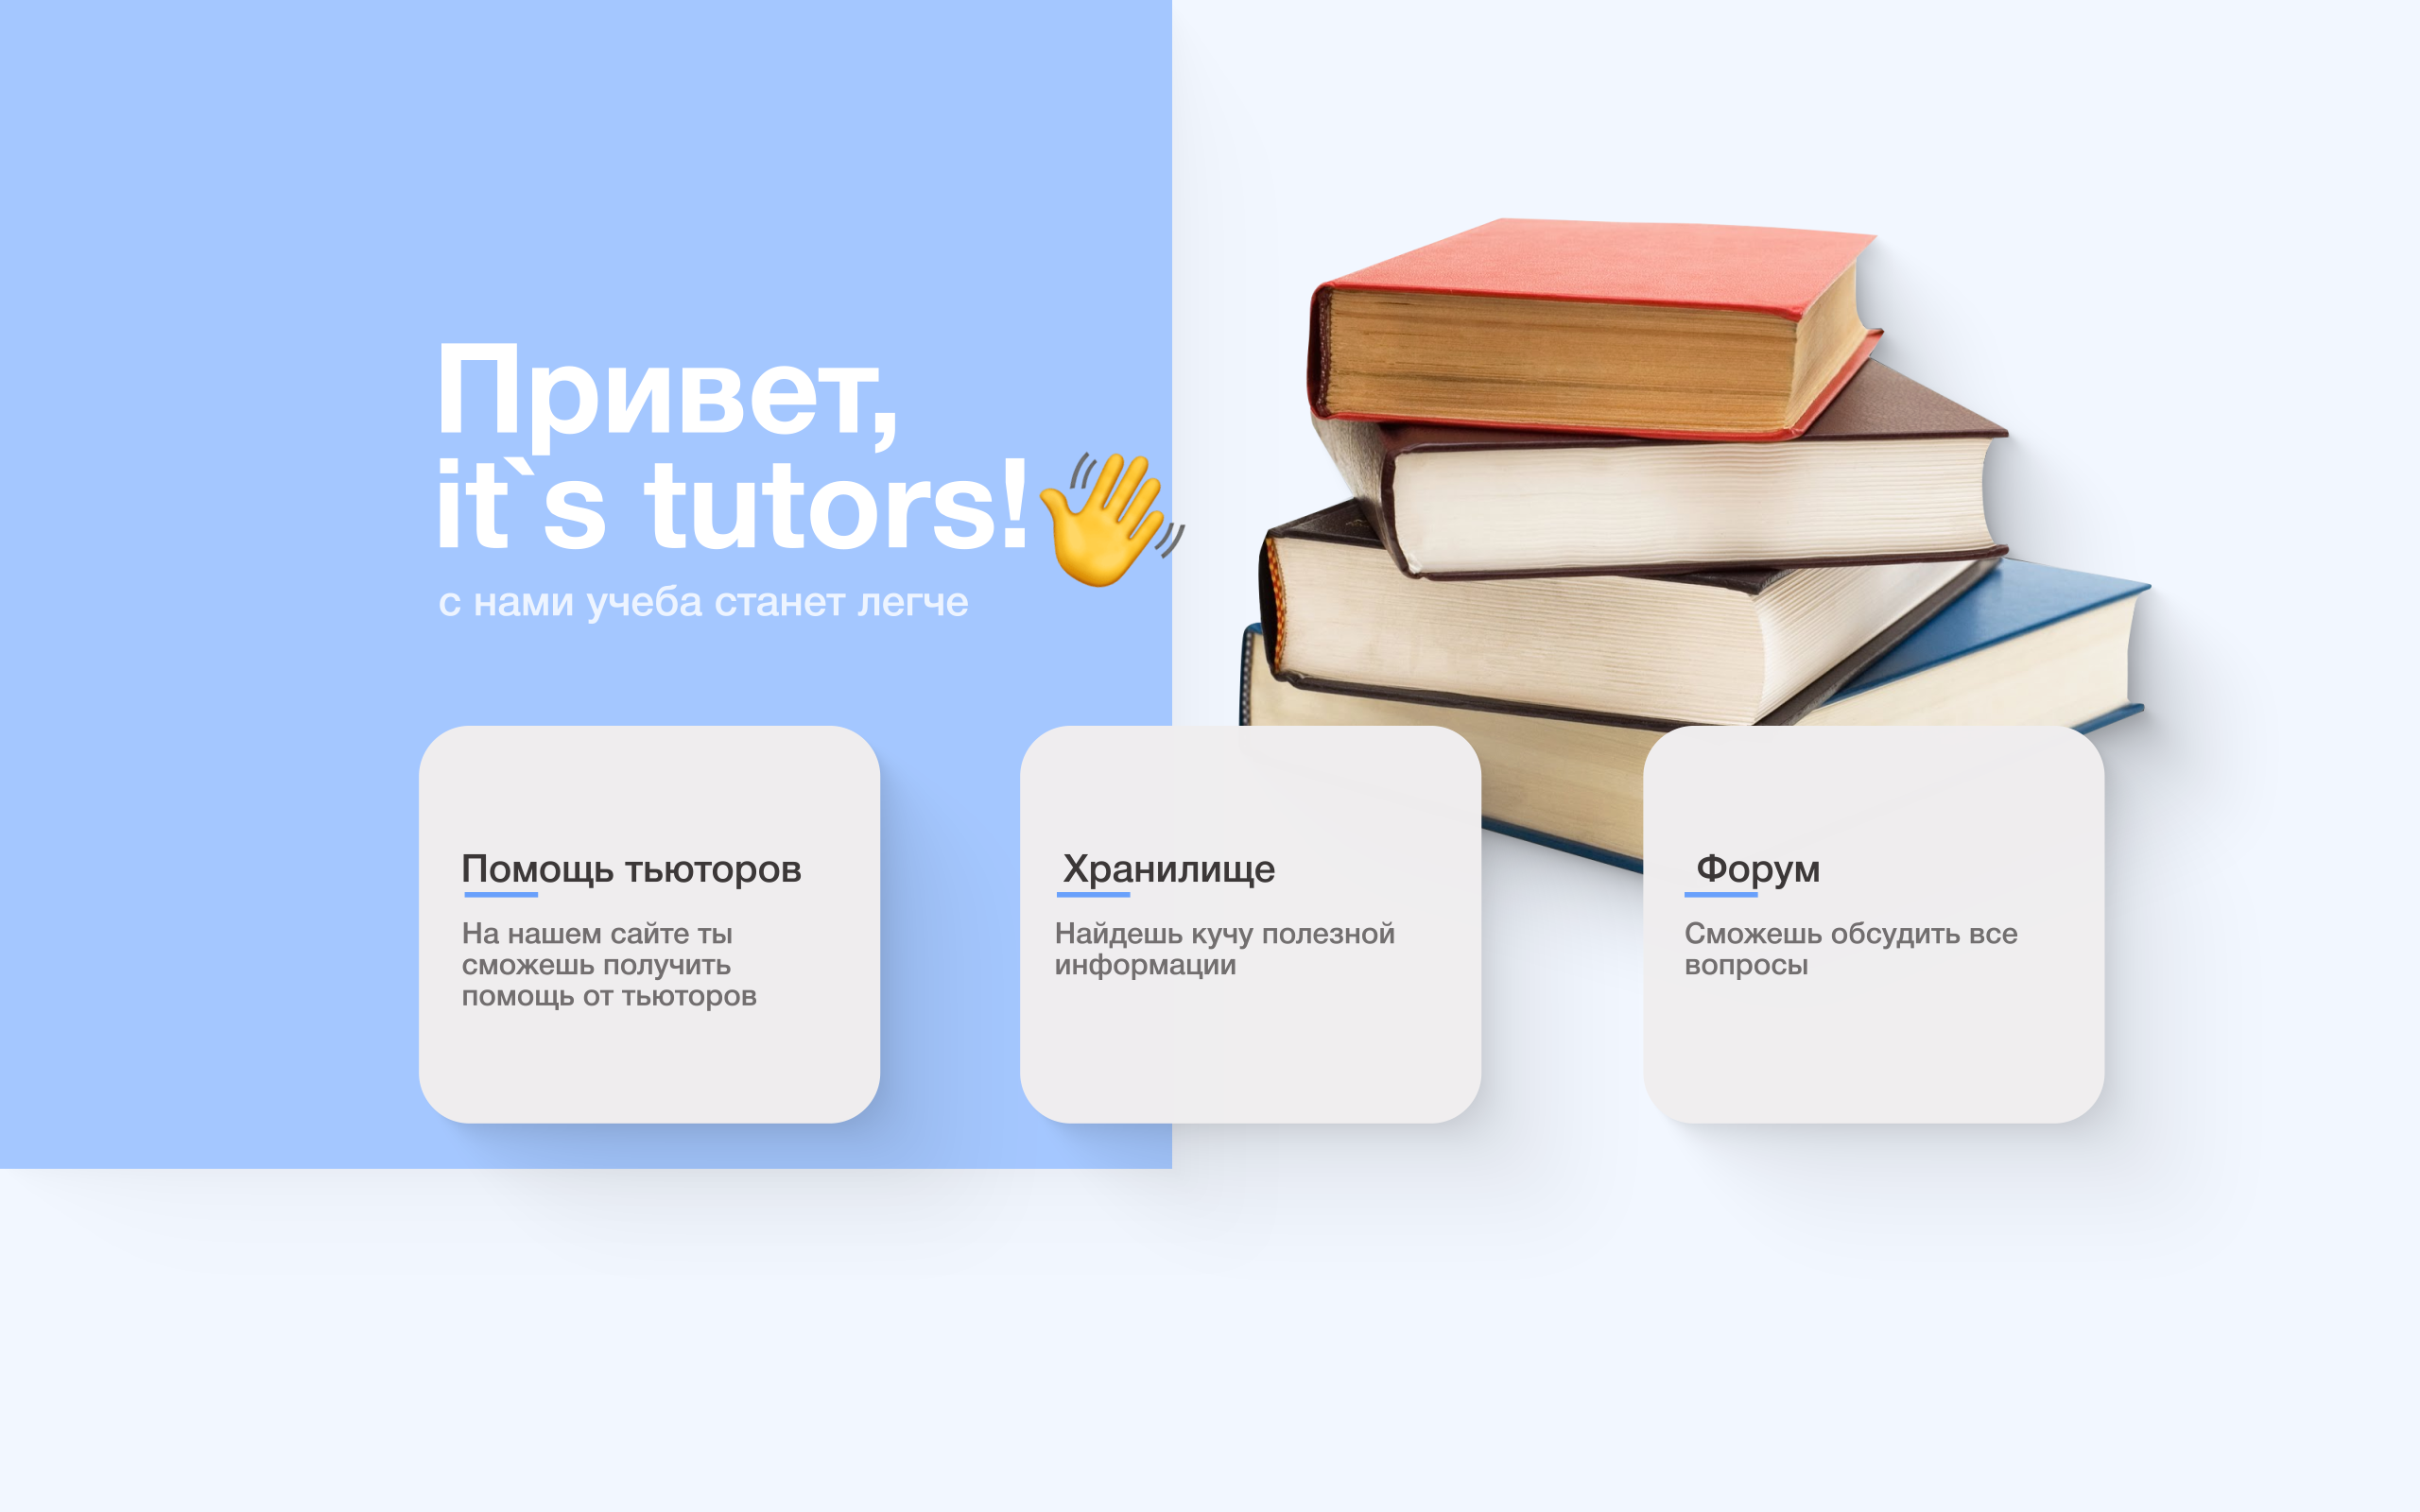 Привет,
it`s tutors!👋
с нами учеба станет легче
Помощь тьюторов
На нашем сайте ты
сможешь получить
помощь от тьюторов
Хранилище
Найдешь кучу полезной
информации
Форум
Сможешь обсудить все
вопросы